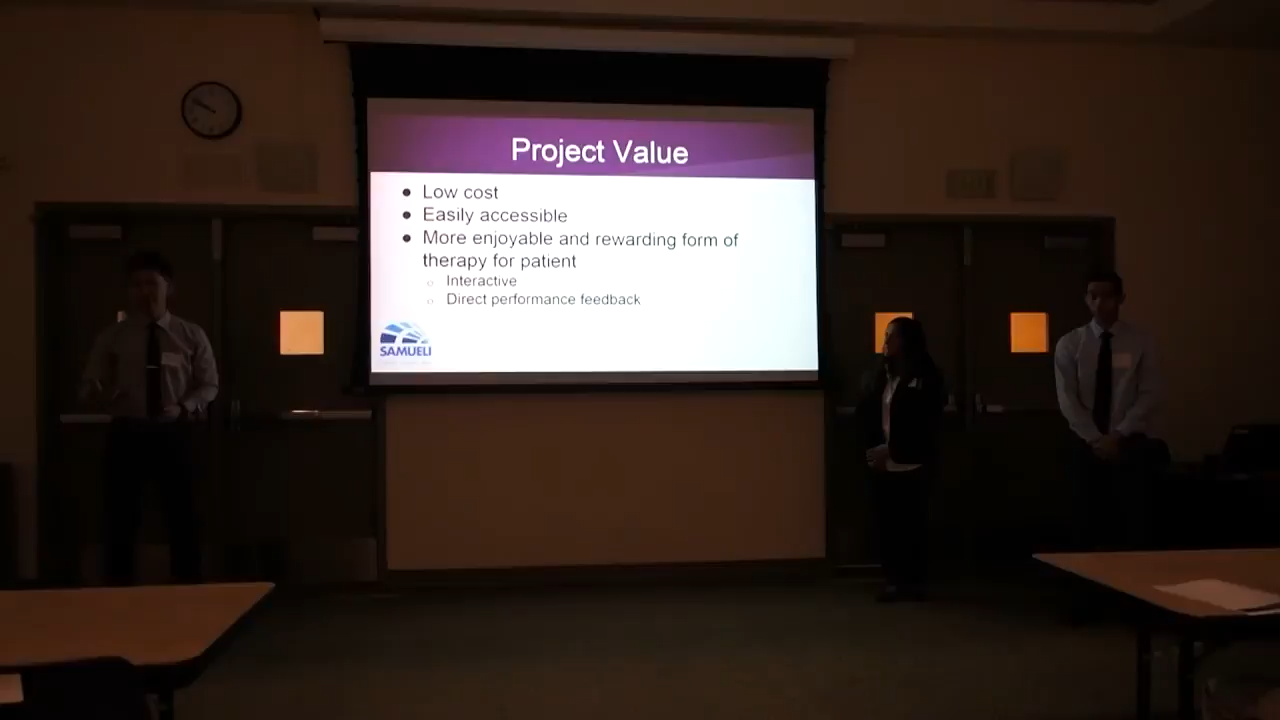 Project Value
● Low cost
● Easily accessible
● More enjoyable and rewarding form of
therapy for patient
○ Interactive
○ Direct performance feedback
SAMUELI